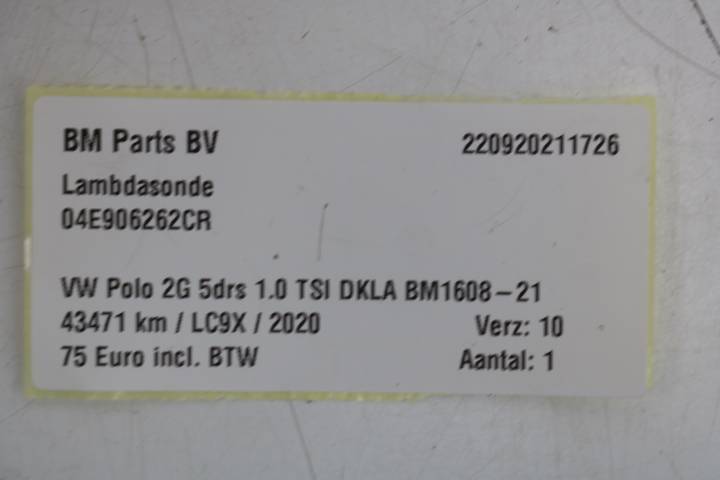 BM Parts BV 220920211726
Lambdasonde
04E906262CR
VW Polo 2G 5drs 1.0 TSI DKLA BM1608-21
43471 km / LC9X / 2020 Verz: 10
75 Euro incl. BTW Aantal: 1